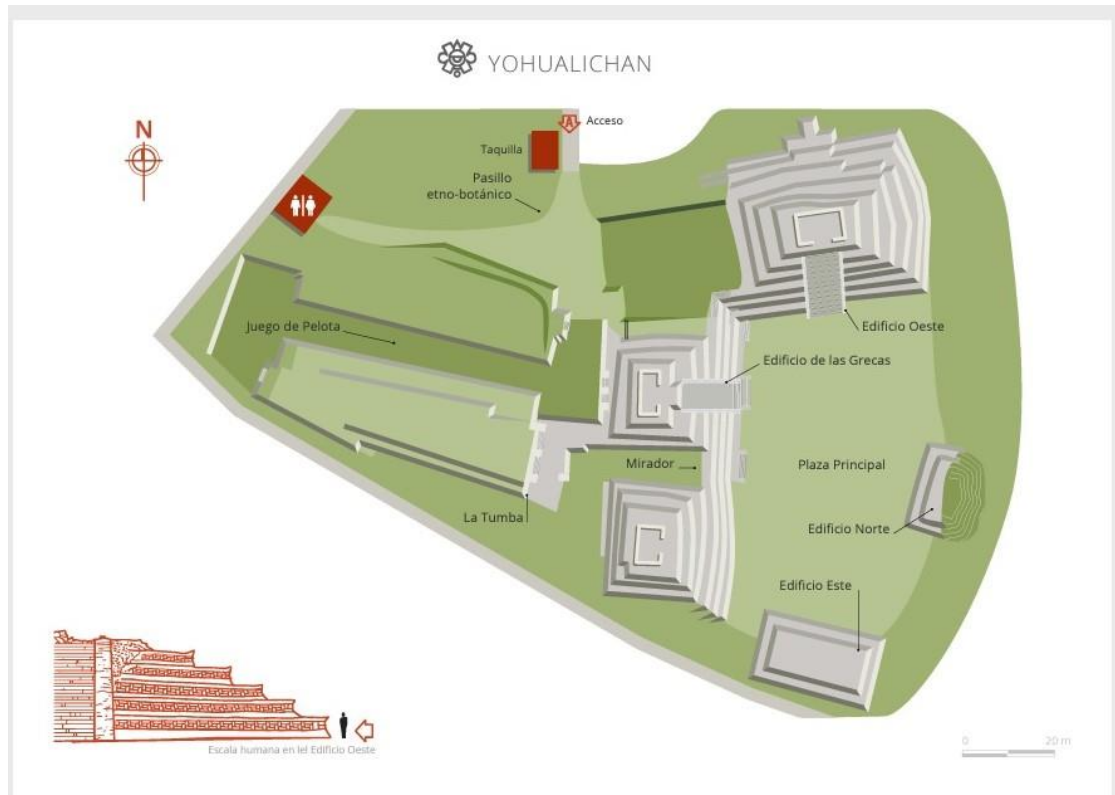 YOHUALICHAN
N
A
Acceso
Taquilla
Pasillo
etno-botánico
Juego de Pelota
Edificio Oeste
Edificio de las Grecas
Mirador
Plaza Principal
La Tumba
Edificio Norte
Edificio Este
Escala humana en lel Edificio Oeste
0
20 m